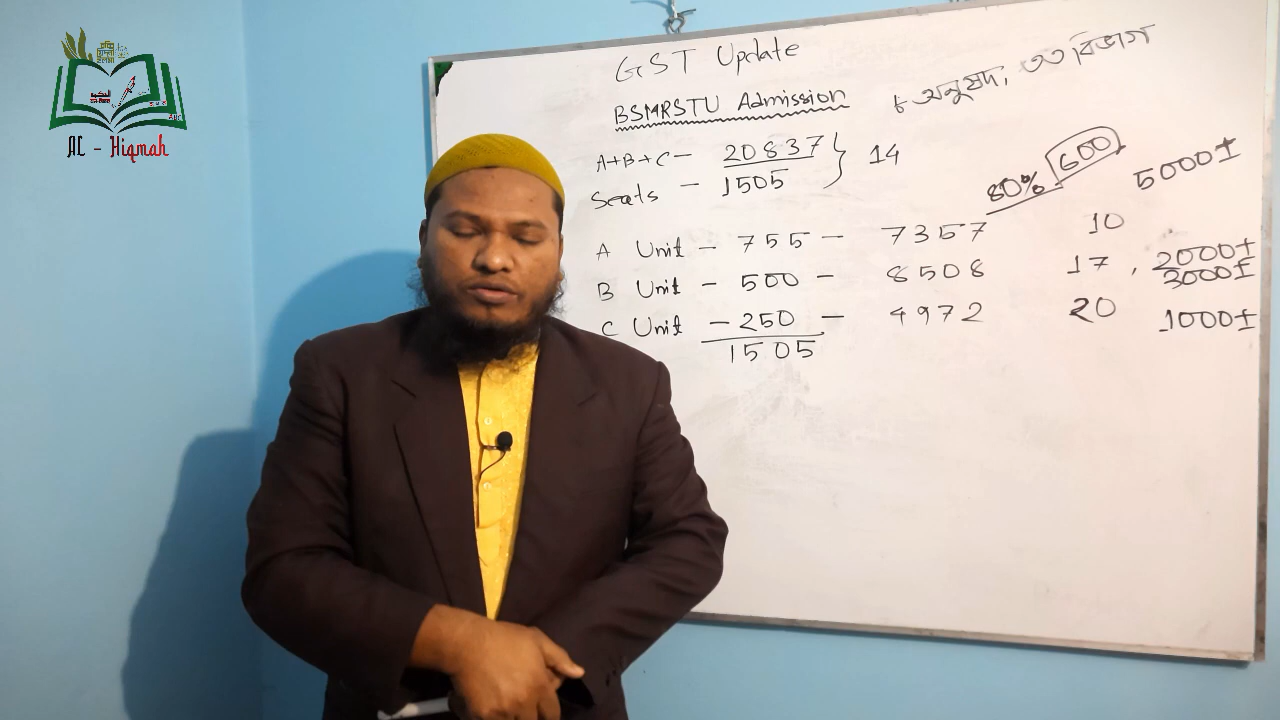 GST Update
BSMRSTU Admission
৮ অনুষদ, ৩৩ বিভাগ
A+B+C — 20837 } 14
Seats — 1505
80% 600
5000±
A Unit — 755 — 7357 10
B Unit — 500 — 8508 17 , 2000±
3000±
C Unit — 250 — 4972 20 1000±
1505
AL - Hiqmah